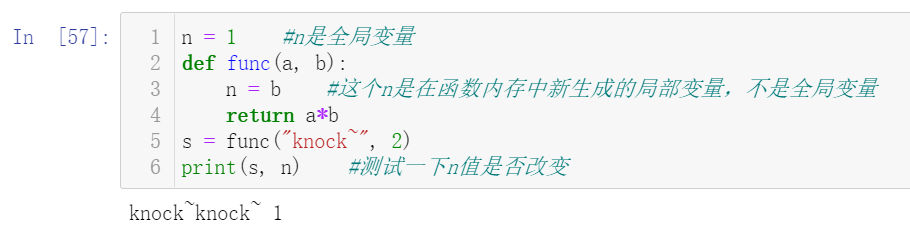 In [57]:
1 n = 1    #n是全局变量
2 def func(a, b):
3     n = b    #这个n是在函数内存中新生成的局部变量，不是全局变量
4     return a*b
5 s = func("knock~", 2)
6 print(s, n)    #测试一下n值是否改变
knock~knock~ 1